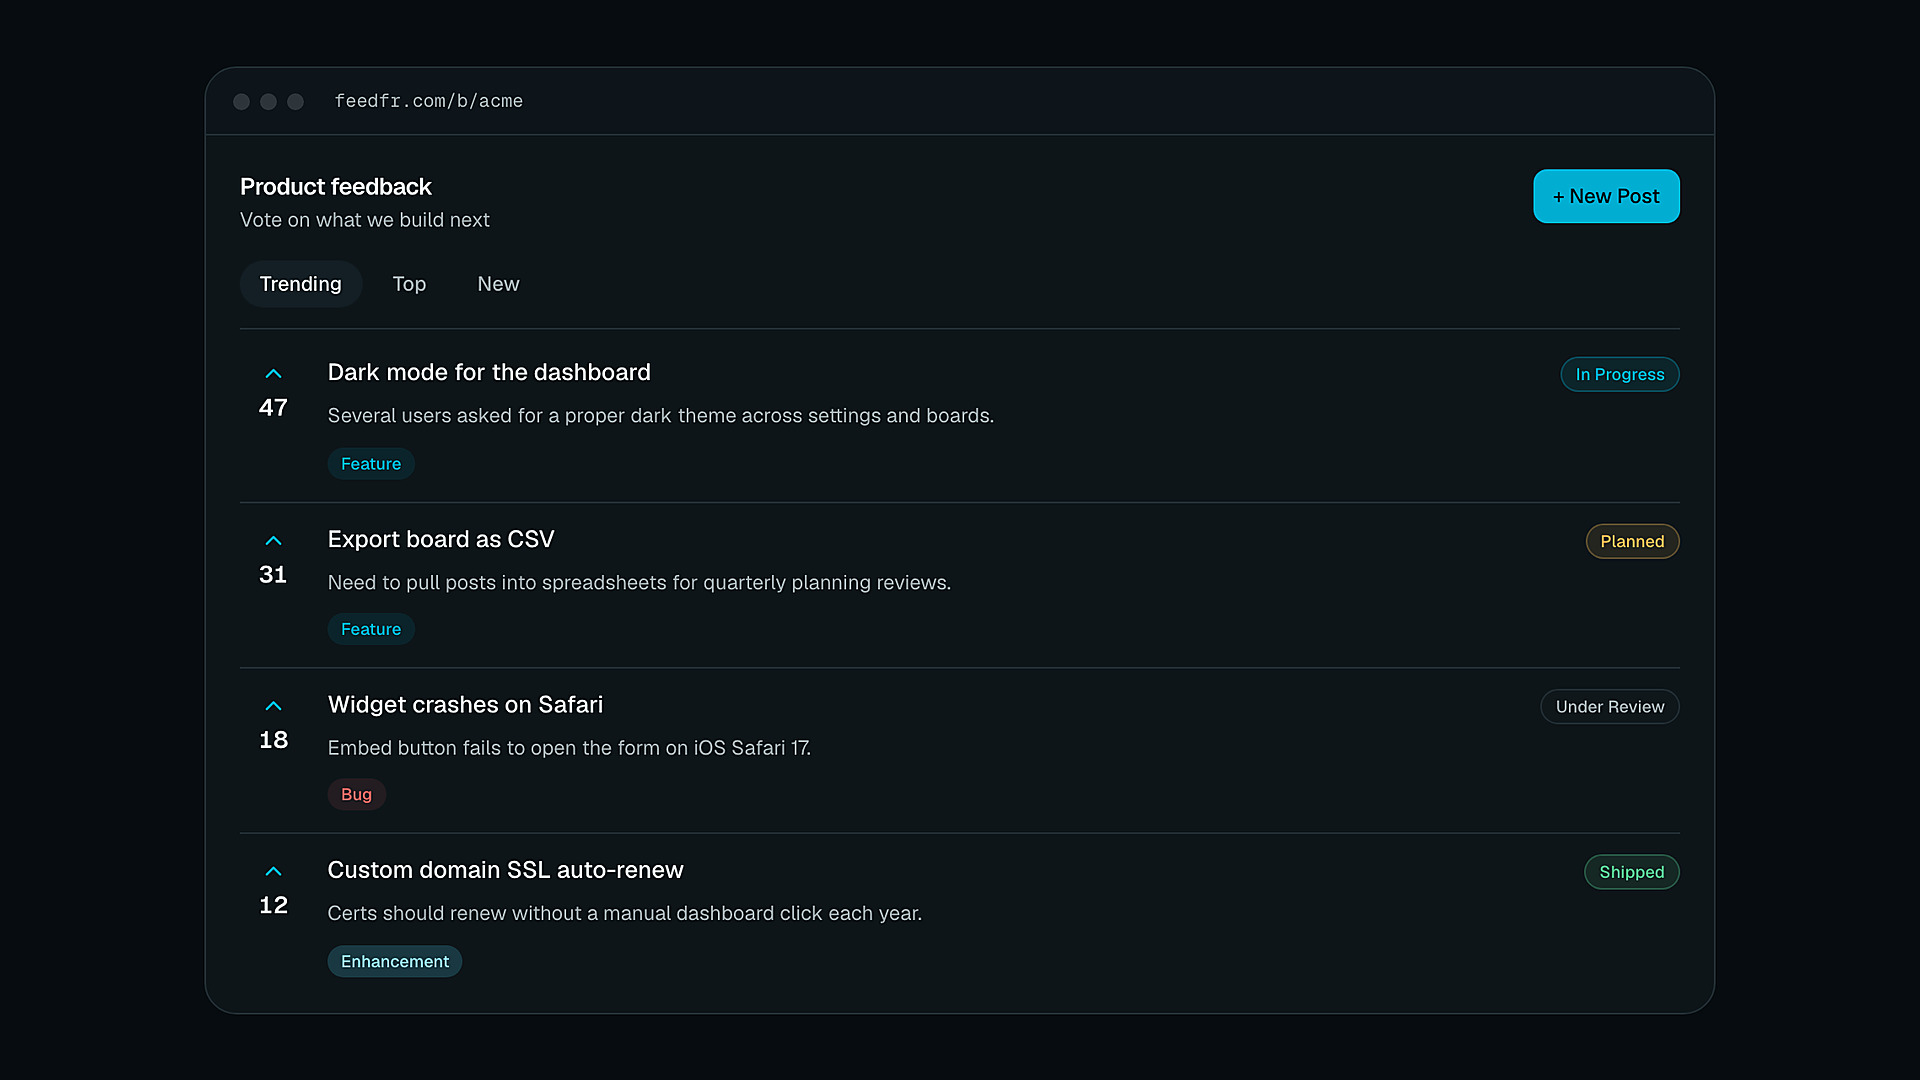 feedfr.com/b/acme
Product feedback
Vote on what we build next
+ New Post
Trending
Top
New
47
Dark mode for the dashboard
In Progress
Several users asked for a proper dark theme across settings and boards.
Feature
31
Export board as CSV
Planned
Need to pull posts into spreadsheets for quarterly planning reviews.
Feature
18
Widget crashes on Safari
Under Review
Embed button fails to open the form on iOS Safari 17.
Bug
12
Custom domain SSL auto-renew
Shipped
Certs should renew without a manual dashboard click each year.
Enhancement